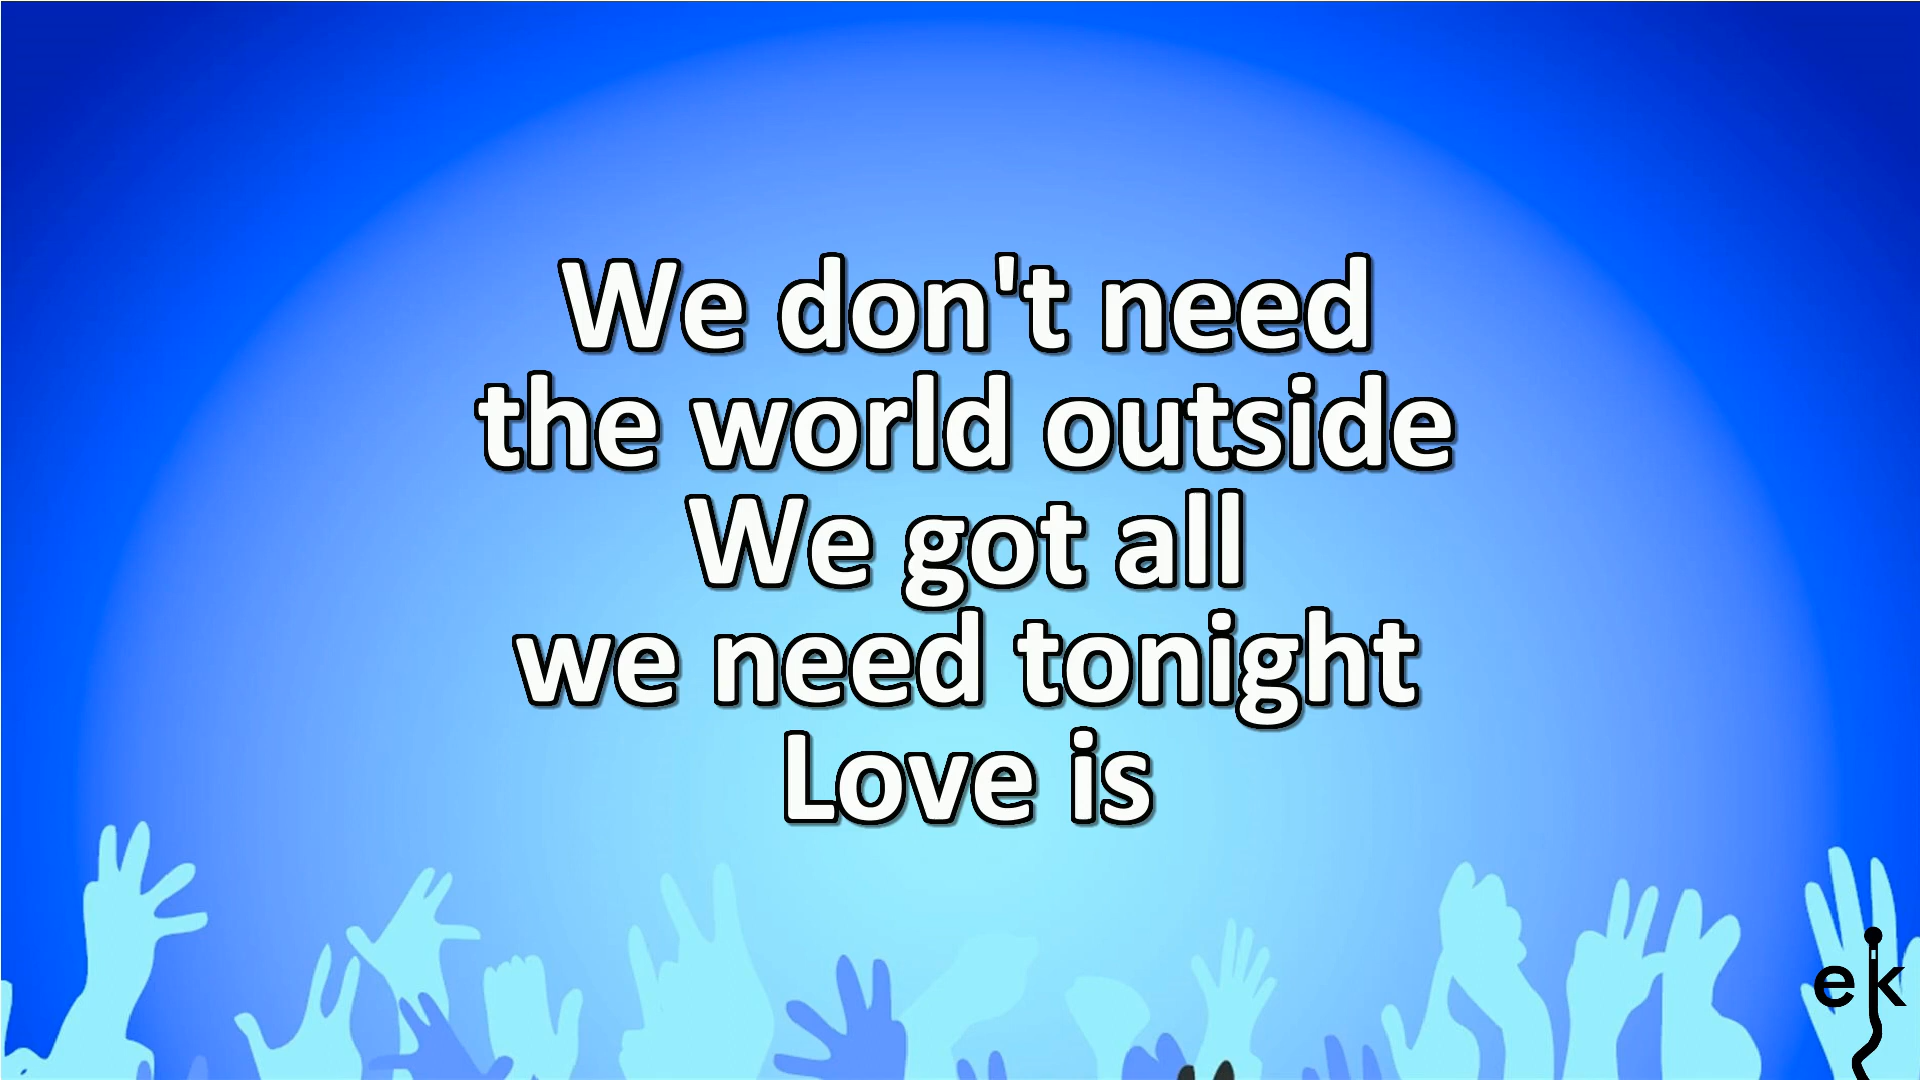 We don't need
the world outside
We got all
we need tonight
Love is
ek